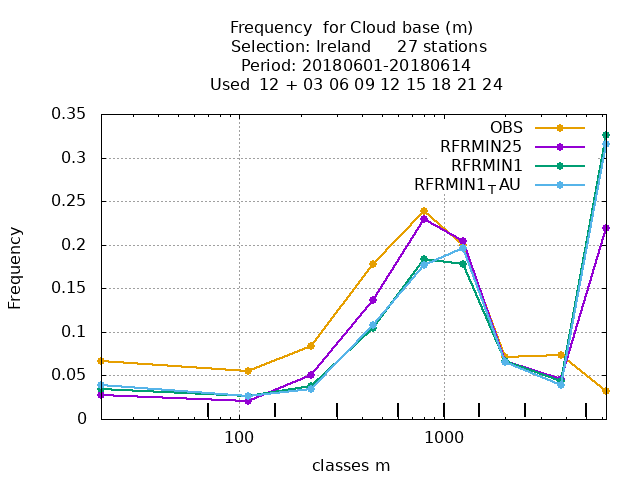 Frequency  for Cloud base (m)
Selection: Ireland     27 stations
Period: 20180601-20180614
Used  12 + 03 06 09 12 15 18 21 24
0.35
0.3
0.25
0.2
0.15
0.1
0.05
0
Frequency
OBS
RFRMIN25
RFRMIN1
RFRMIN1_TAU
100 1000
classes m